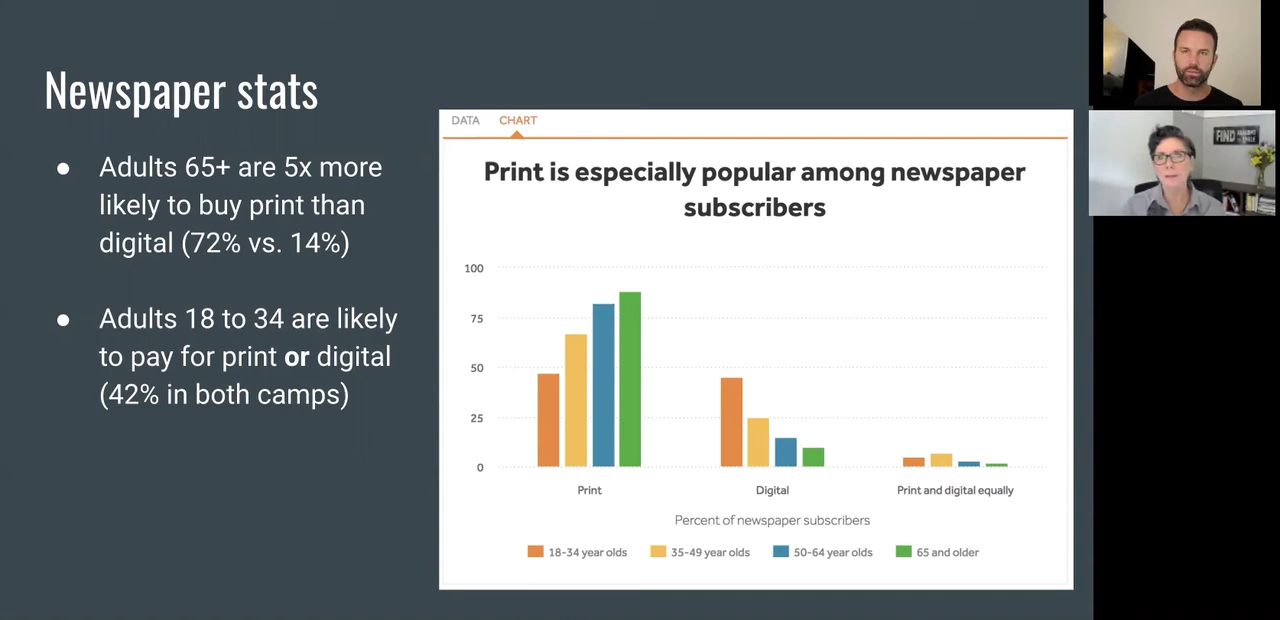 Newspaper stats
● Adults 65+ are 5x more
likely to buy print than
digital (72% vs. 14%)
● Adults 18 to 34 are likely
to pay for print or digital
(42% in both camps)
DATA CHART
Print is especially popular among newspaper
subscribers
100
75
50
25
0
Print Digital Print and digital equally
Percent of newspaper subscribers
18-34 year olds 35-49 year olds 50-64 year olds 65 and older
FIND